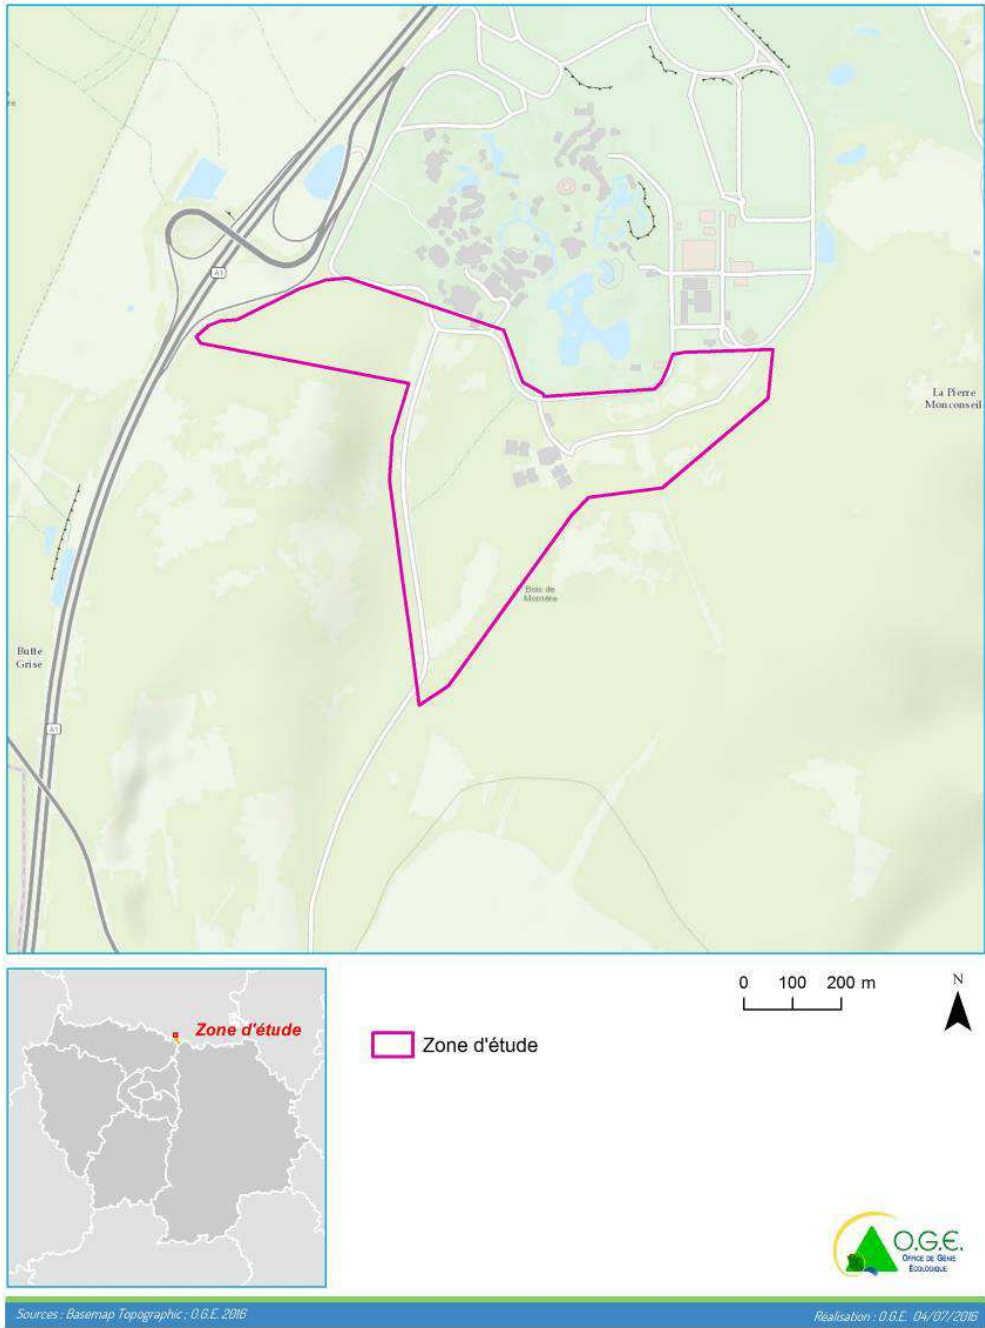 A1
La Pierre
Monconseil
Bois de
Morrière
Butte
Grise
A1
Zone d'étude
0 100 200 m
N
Zone d'étude
O.G.E.
OFFICE DE GÉNIE
ÉCOLOGIQUE
Sources : Basemap Topographic ; O.G.E. 2016
Réalisation : O.G.E. 04/07/2016